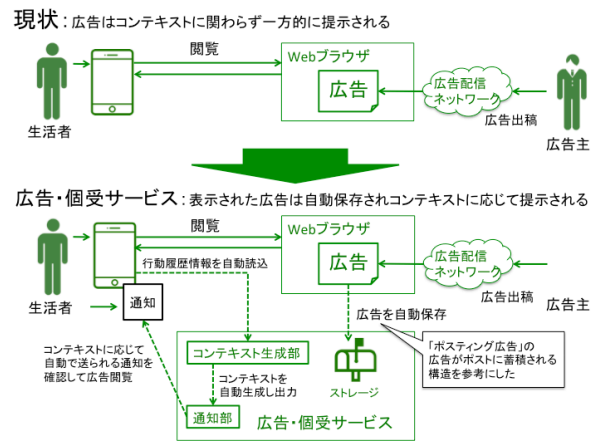 現状：広告はコンテキストに関わらず一方的に提示される
閲覧
Webブラウザ
広告
広告配信
ネットワーク
広告出稿
生活者
広告主
広告・個受サービス：表示された広告は自動保存されコンテキストに応じて提示される
閲覧
Webブラウザ
広告
広告配信
ネットワーク
広告出稿
行動履歴情報を自動読込
生活者
広告主
通知
広告を自動保存
コンテキストに応じて
自動で送られる通知を
確認して広告閲覧
コンテキスト生成部
コンテキストを
自動生成し出力
通知部
ストレージ
広告・個受サービス
「ポスティング広告」の
広告がポストに蓄積される
構造を参考にした